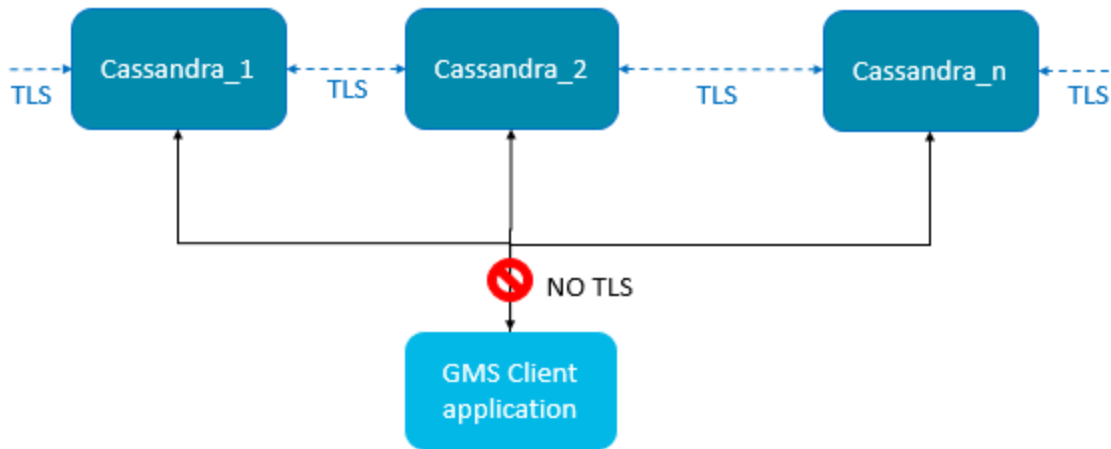 Cassandra_1
Cassandra_2
Cassandra_n
TLS
TLS
TLS
TLS
NO TLS
GMS Client
application